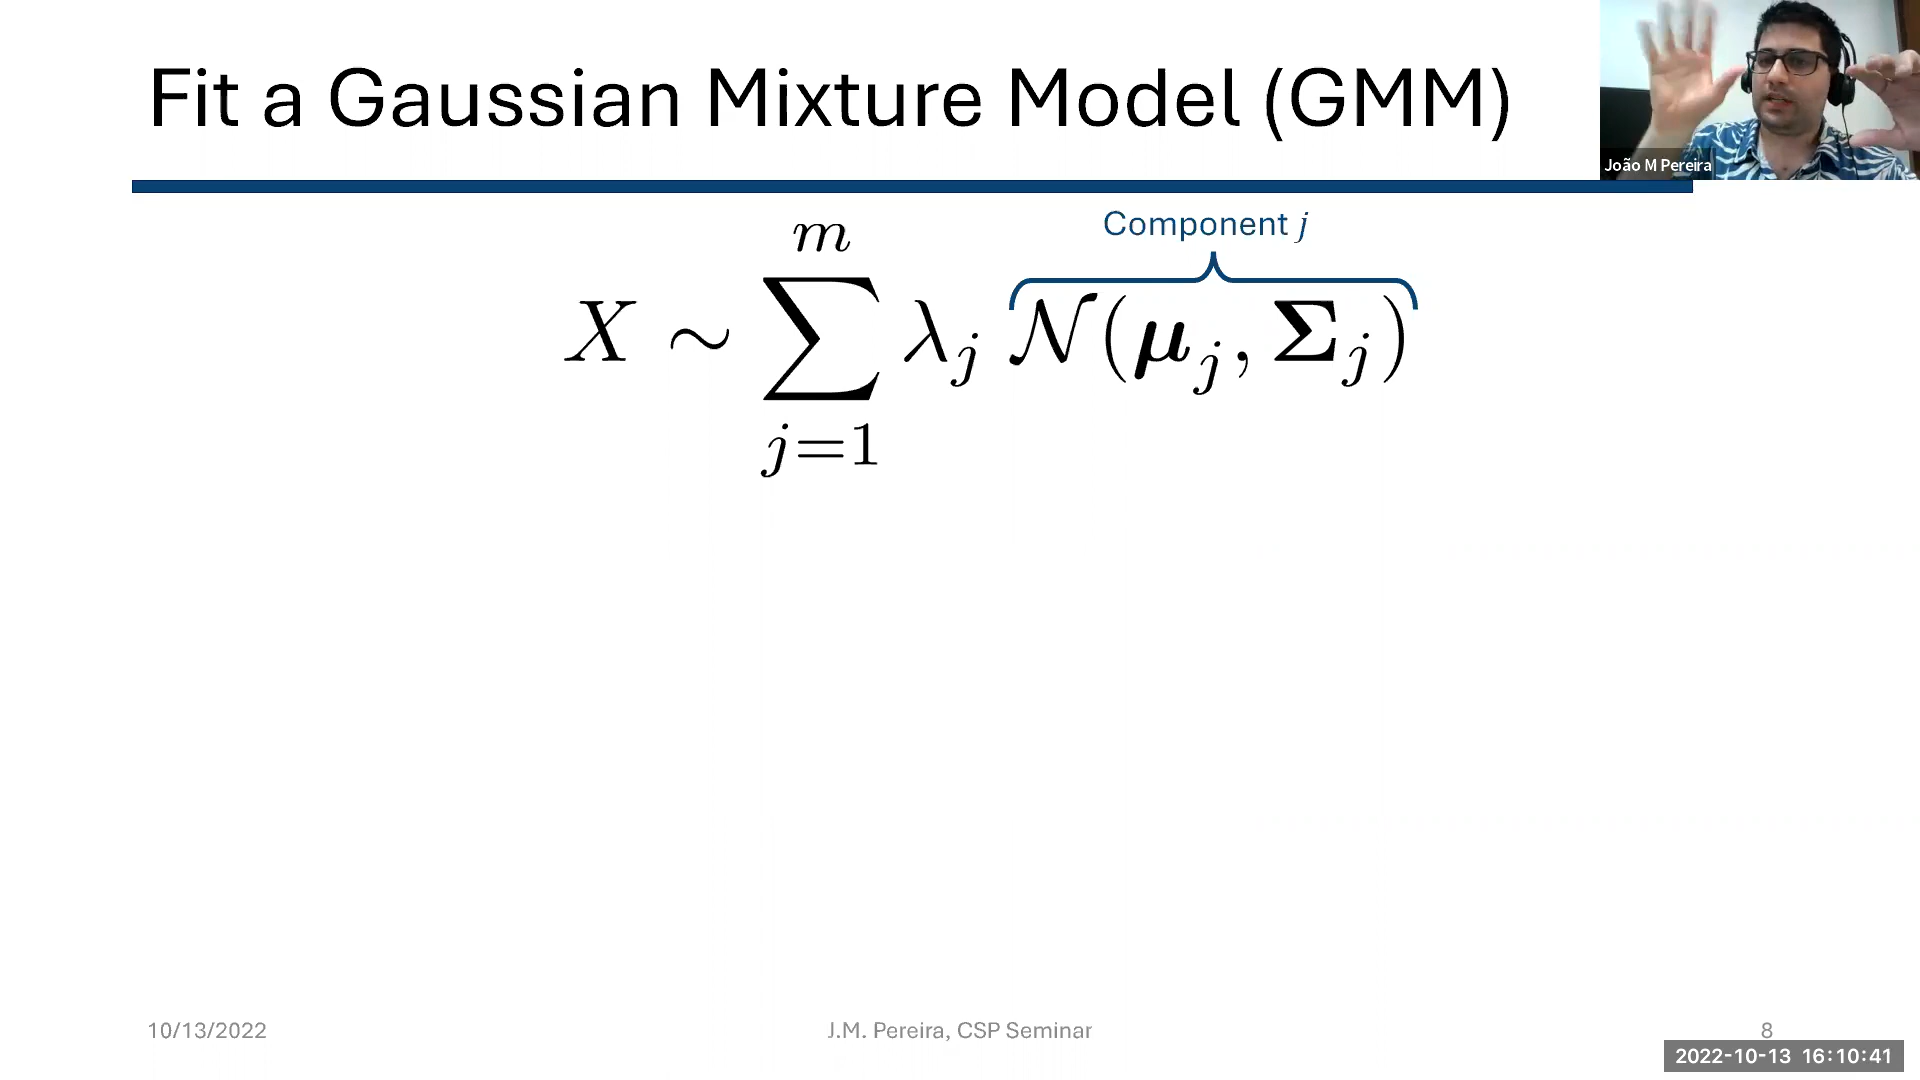 Fit a Gaussian Mixture Model (GMM)
João M Pereira
Component j
m
X ∼ ∑ λ_j 𝒩(μ_j, Σ_j)
j=1
10/13/2022
J.M. Pereira, CSP Seminar
8
2022-10-13 16:10:41